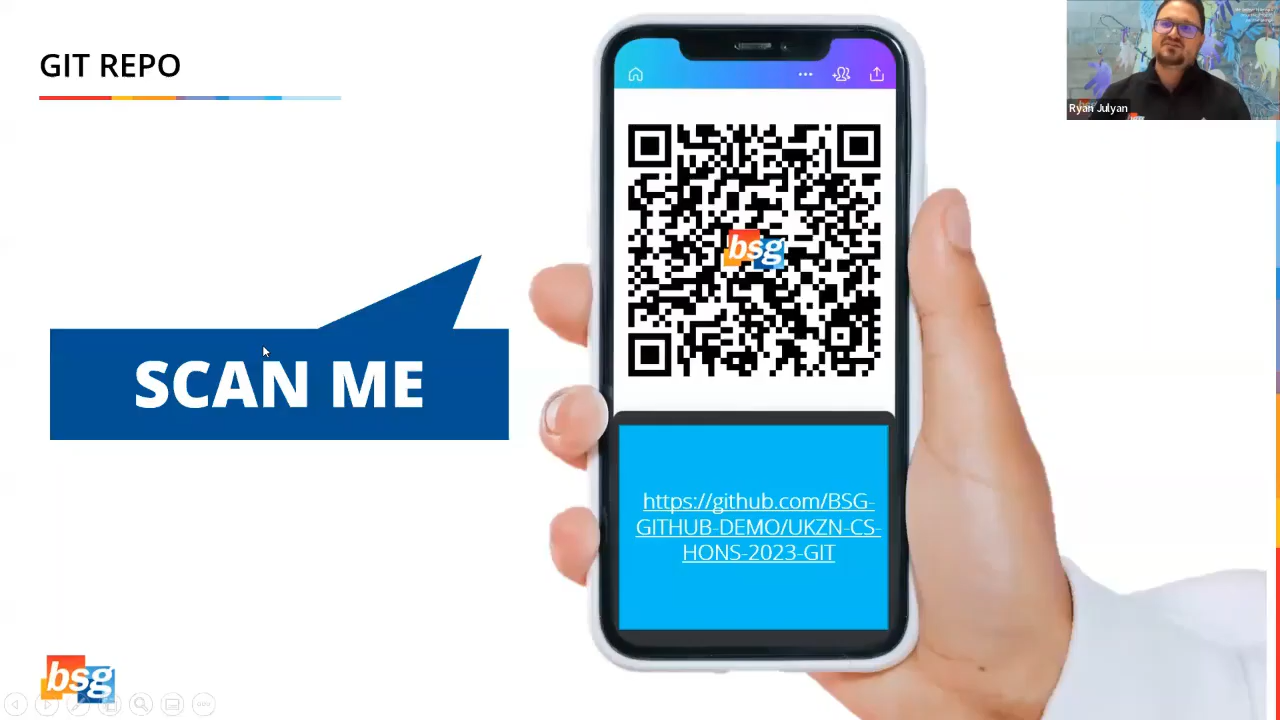 GIT REPO
Ryan Julyan
bsg
SCAN ME
https://github.com/BSG-
GITHUB-DEMO/UKZN-CS-
HONS-2023-GIT
bsg